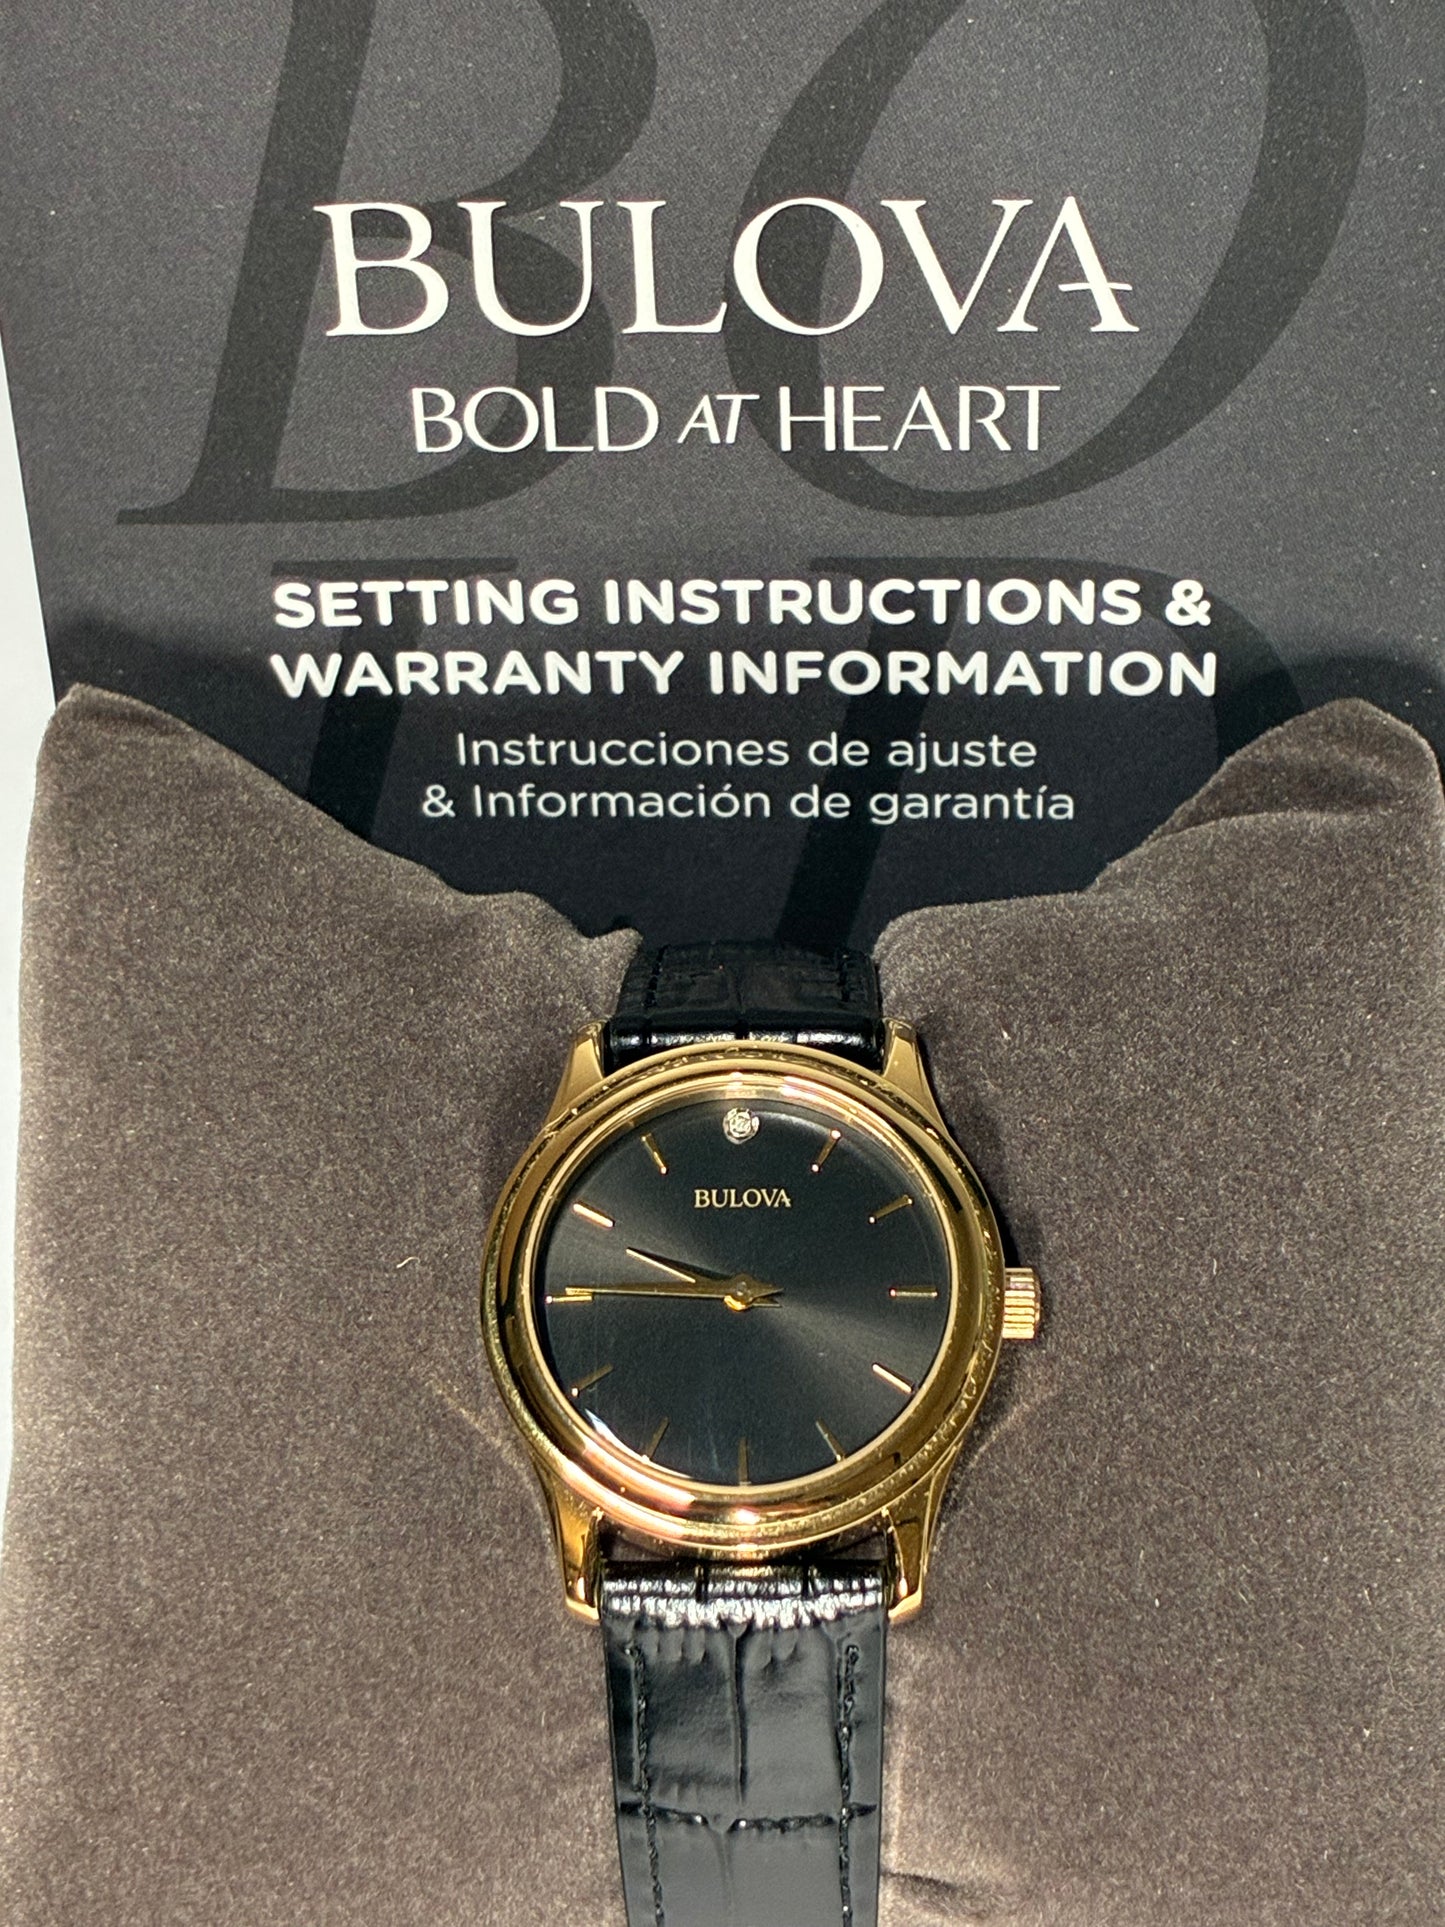 BULOVA
BOLD AT HEART
SETTING INSTRUCTIONS &
WARRANTY INFORMATION
Instrucciones de ajuste
& Información de garantía
BULOVA